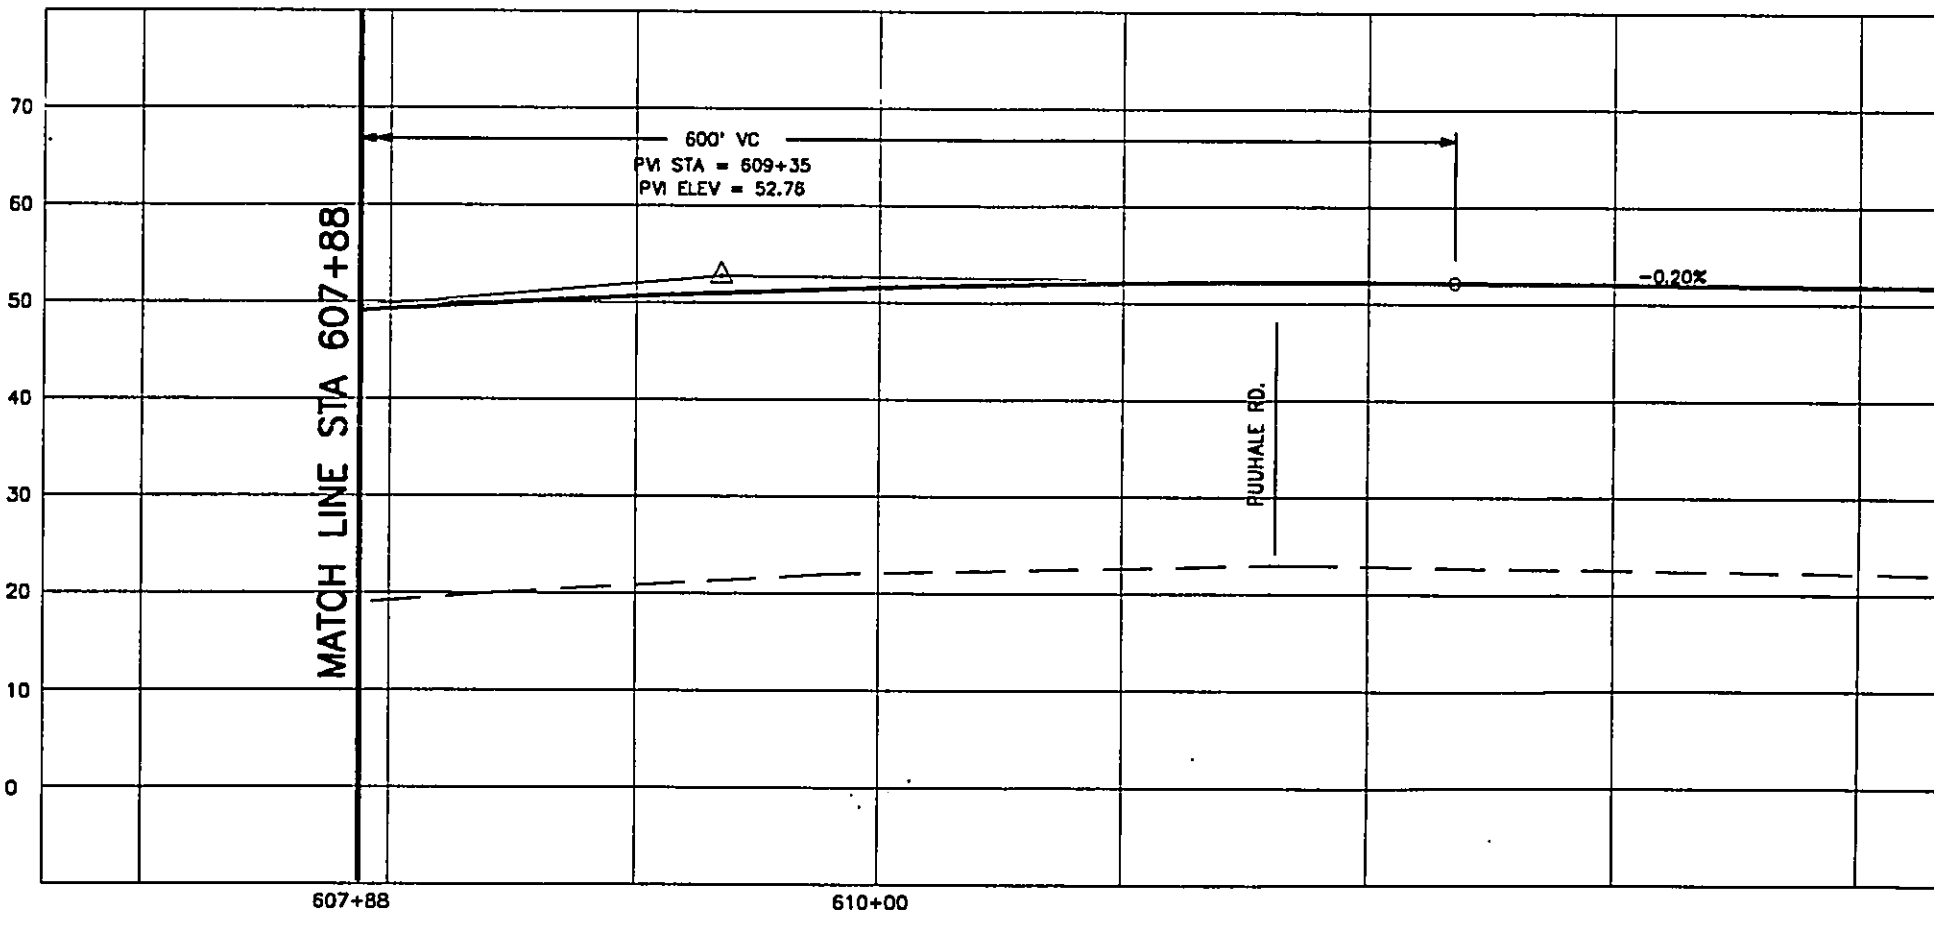 70
600' VC
PVI STA = 609+35
PVI ELEV = 52.76
60
MATCH LINE STA 607+88
-0.20%
50
40
PUUHALE RD.
30
20
10
0
607+88
610+00